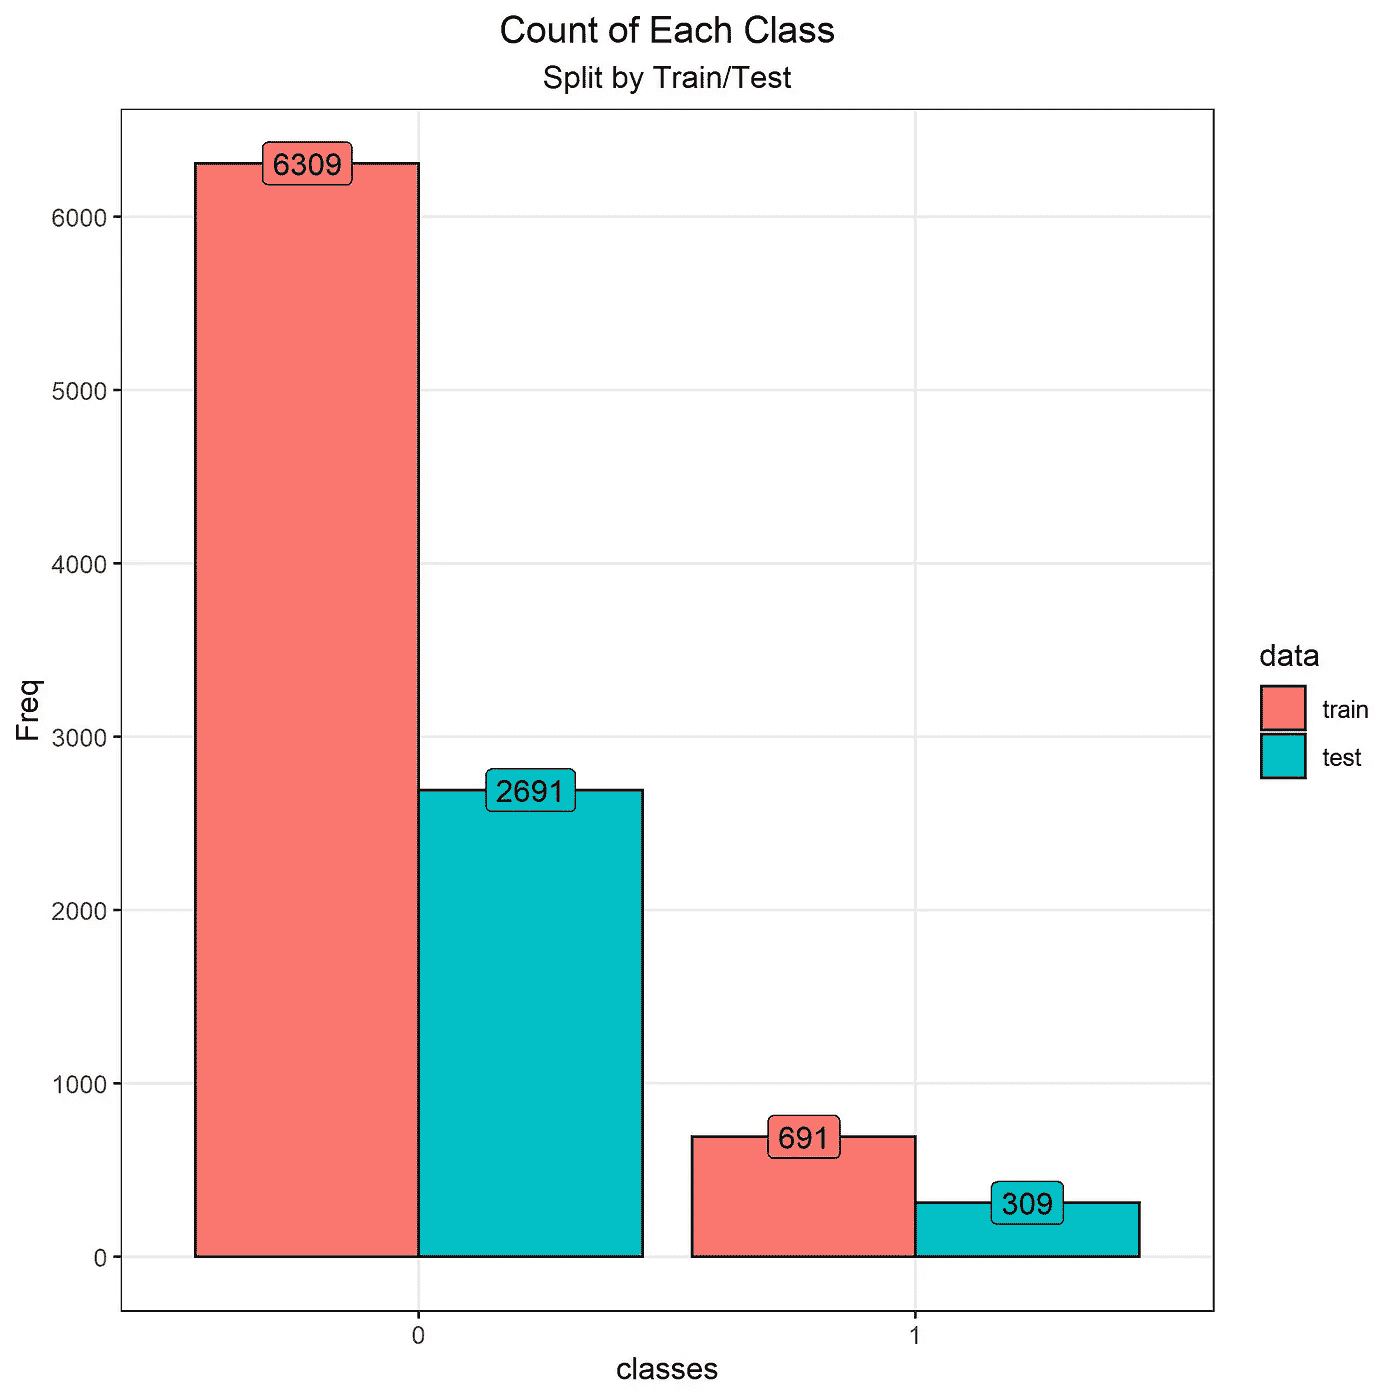 Count of Each Class
Split by Train/Test
6309
6000
5000
4000
3000
2691
2000
1000
691
309
0
Freq
0 1
classes
data
train
test